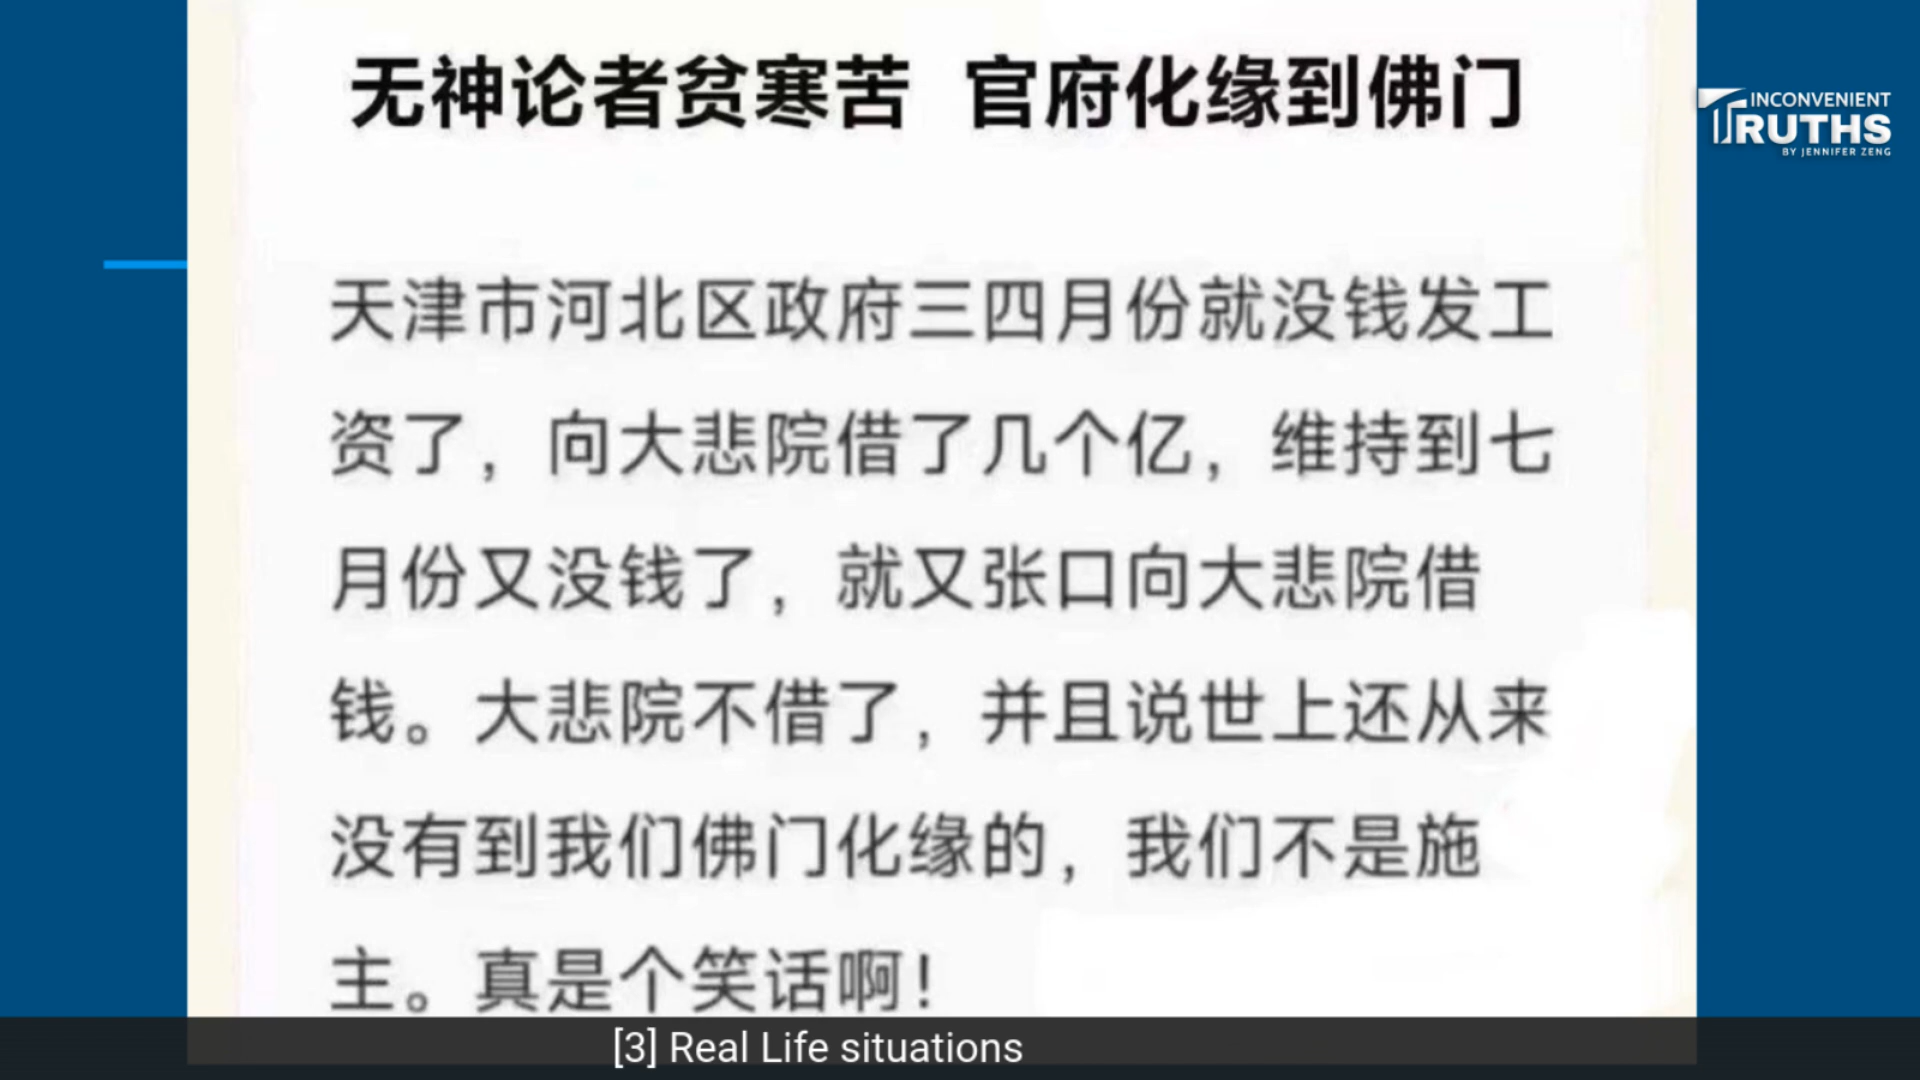 无神论者贫寒苦 官府化缘到佛门
INCONVENIENT
TRUTHS
BY JENNIFER ZENG
天津市河北区政府三四月份就没钱发工
资了，向大悲院借了几个亿，维持到七
月份又没钱了，就又张口向大悲院借
钱。大悲院不借了，并且说世上还从来
没有到我们佛门化缘的，我们不是施
主。真是个笑话啊！
[3] Real Life situations